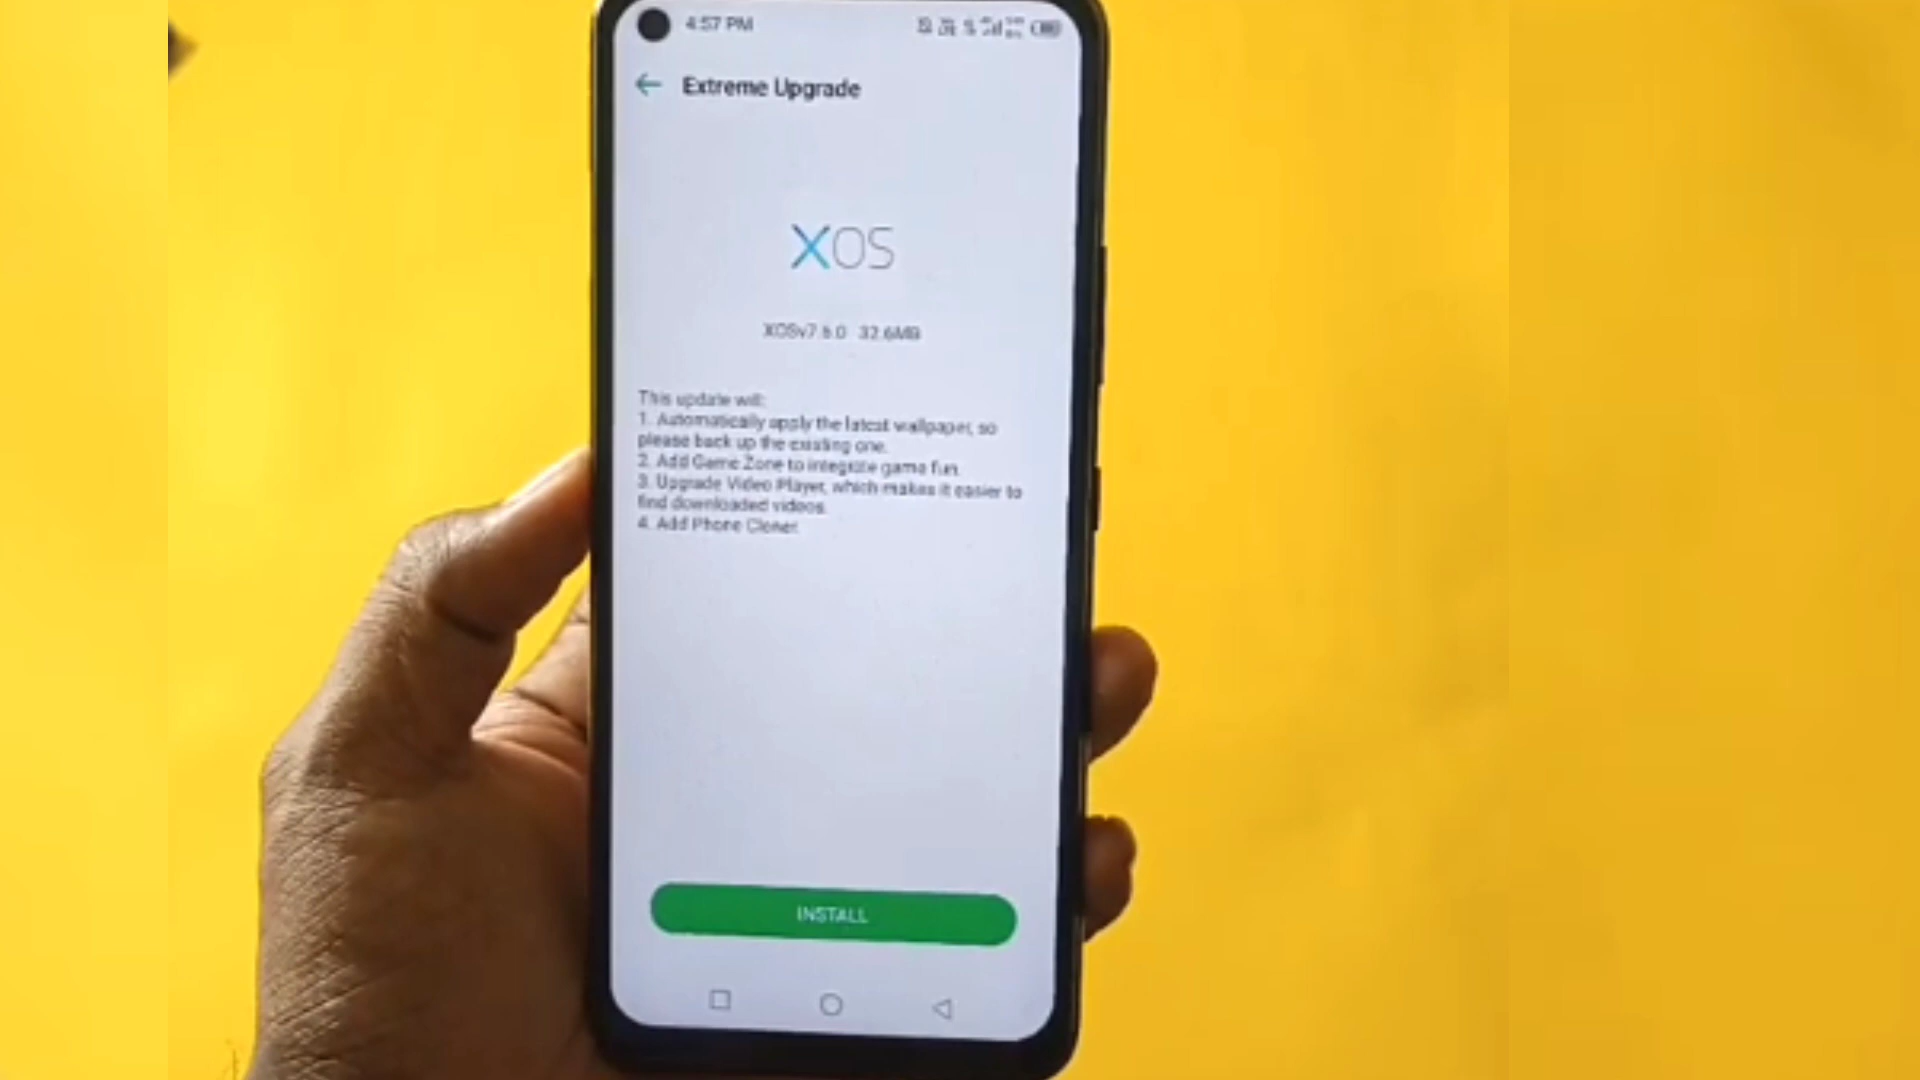 4:57 PM
Extreme Upgrade
XOS
XOSv7.6.0 32.6MB
This update will:
1. Automatically apply the latest wallpaper, so
please back up the existing one.
2. Add Game Zone to integrate game fun.
3. Upgrade Video Player, which makes it easier to
find downloaded videos.
4. Add Phone Cloner.
INSTALL